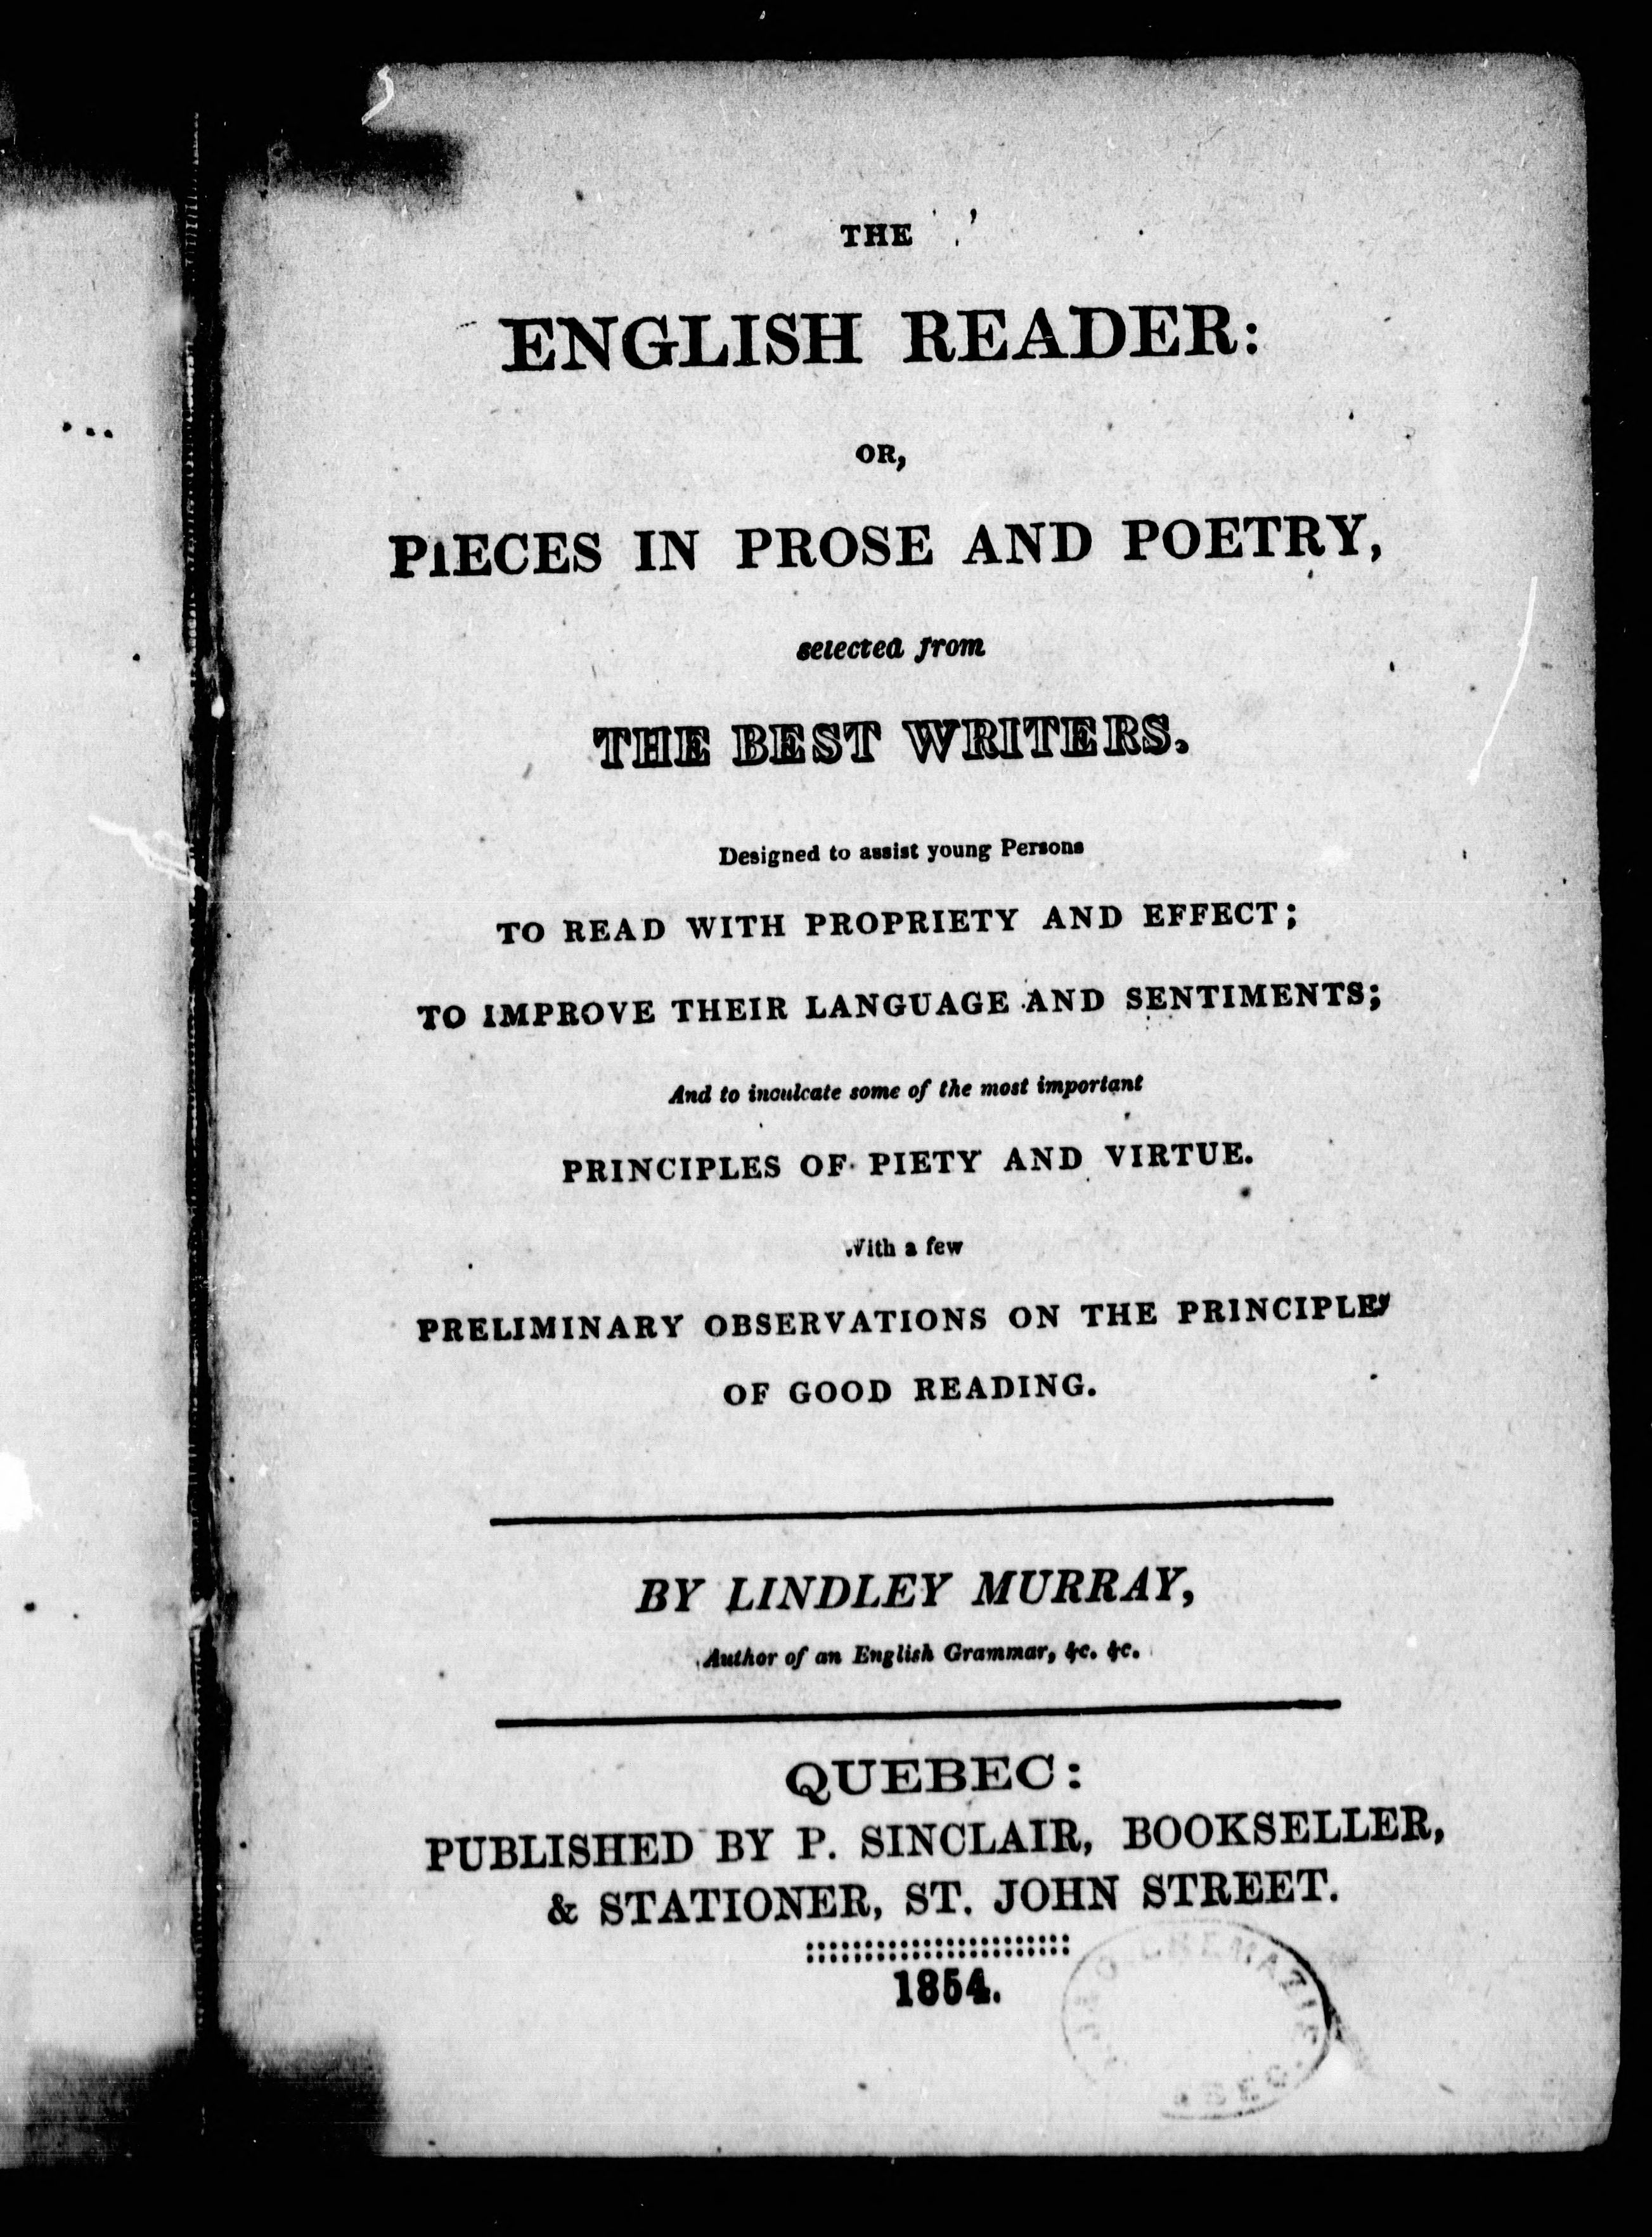 THE
ENGLISH READER:
OR,
PIECES IN PROSE AND POETRY,
selected from
THE BEST WRITERS.
Designed to assist young Persons
TO READ WITH PROPRIETY AND EFFECT;
TO IMPROVE THEIR LANGUAGE AND SENTIMENTS;
And to inculcate some of the most important
PRINCIPLES OF PIETY AND VIRTUE.
With a few
PRELIMINARY OBSERVATIONS ON THE PRINCIPLES
OF GOOD READING.
BY LINDLEY MURRAY,
Author of an English Grammar, &c. &c.
QUEBEC:
PUBLISHED BY P. SINCLAIR, BOOKSELLER,
& STATIONER, ST. JOHN STREET.
1854.